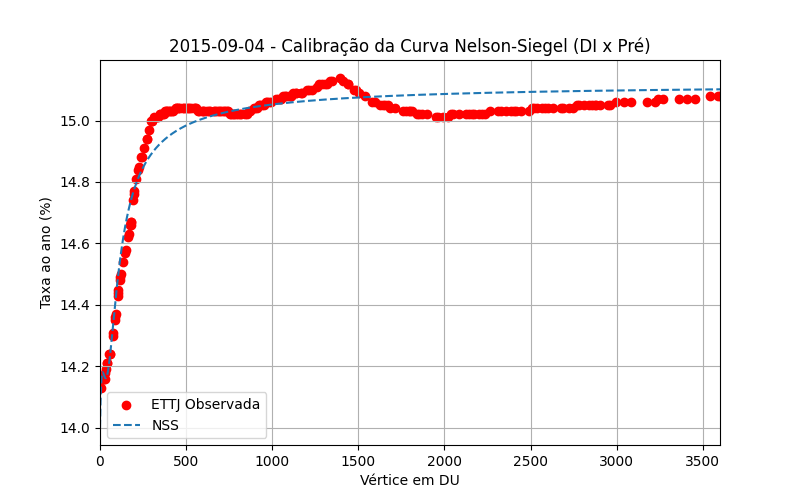 2015-09-04 - Calibração da Curva Nelson-Siegel (DI x Pré)
Taxa ao ano (%)
15.0
14.8
14.6
14.4
14.2
14.0
ETTJ Observada
NSS
0 500 1000 1500 2000 2500 3000 3500
Vértice em DU